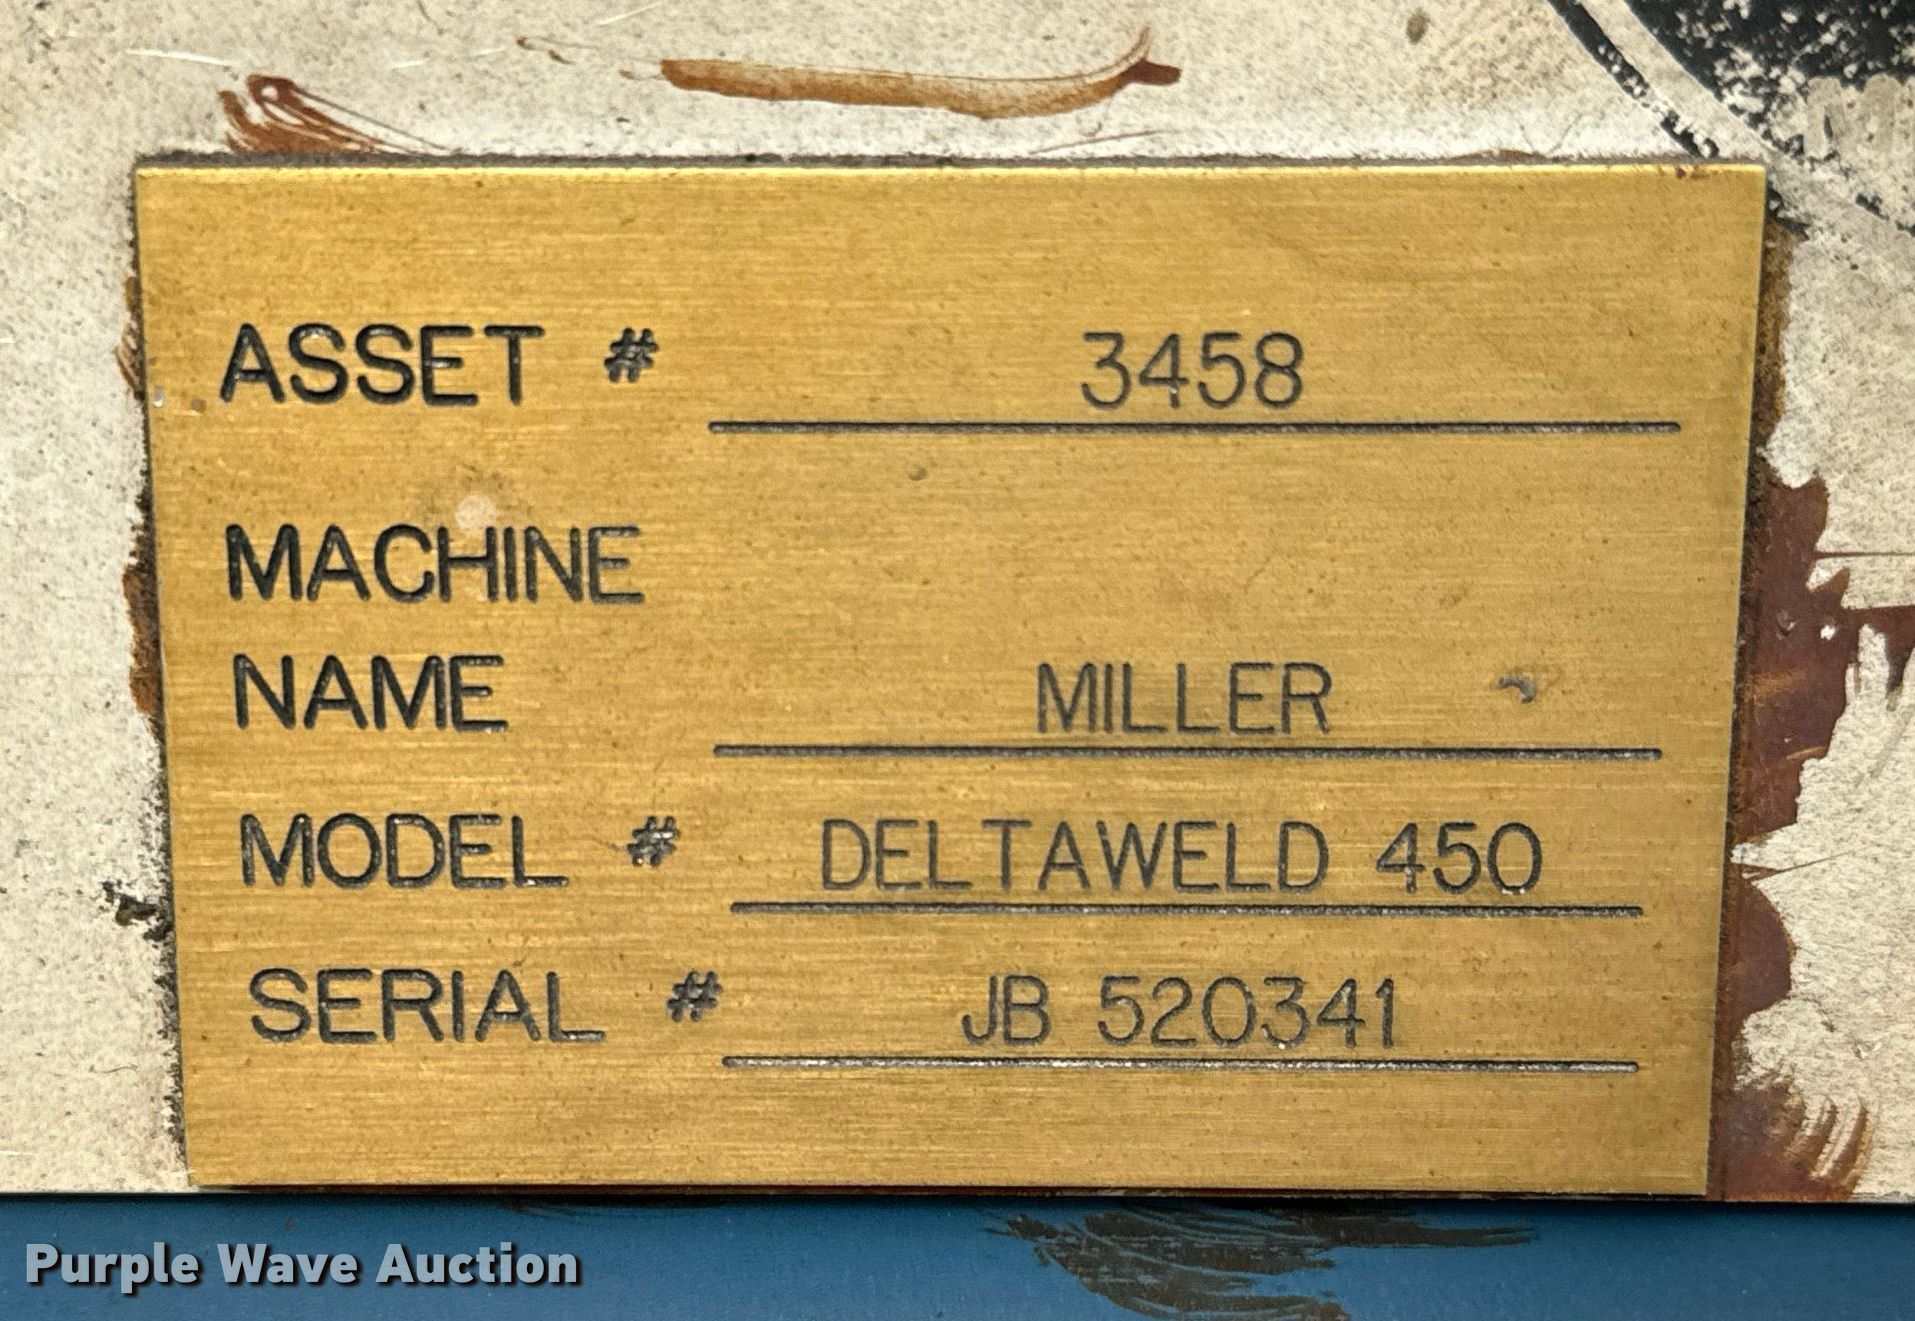 ASSET # 3458
MACHINE
NAME MILLER
MODEL # DELTAWELD 450
SERIAL # JB 520341
Purple Wave Auction